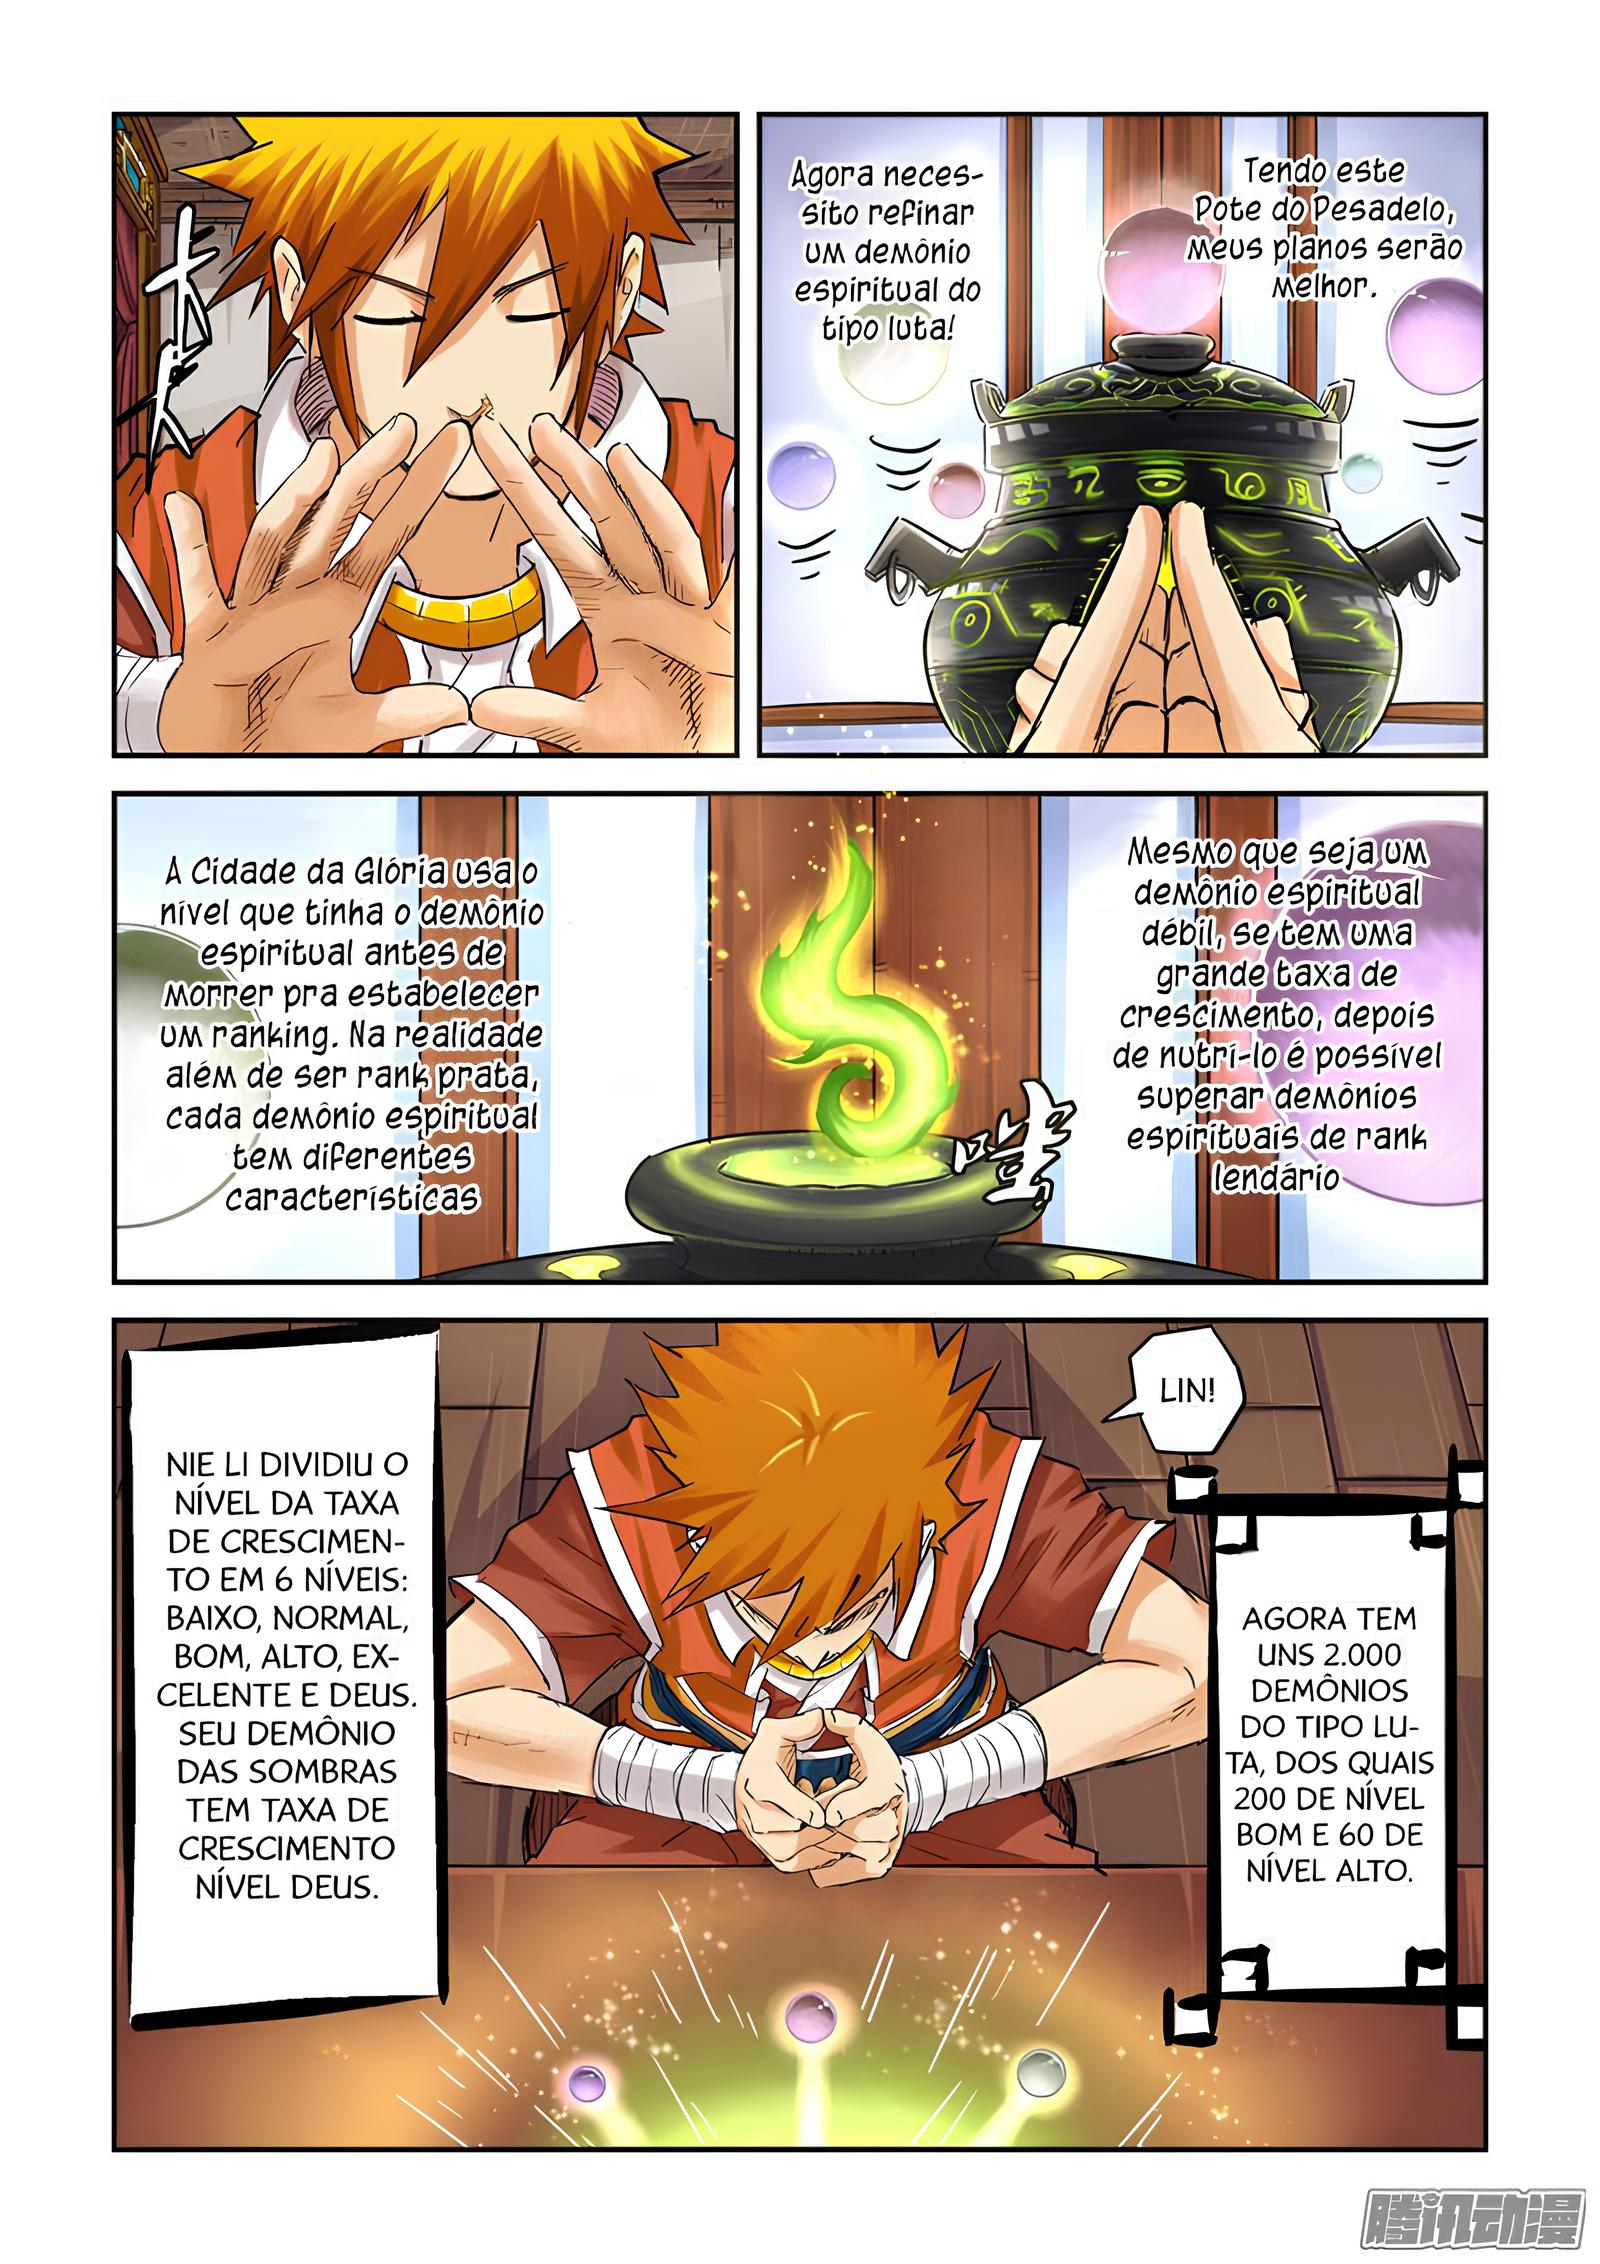 Tendo este
Pote do Pesadelo,
meus planos serão
melhor.
Agora neces-
sito refinar
um demônio
espiritual do
tipo luta!
Mesmo que seja um
demônio espiritual
débil, se tem uma
grande taxa de
crescimento, depois
de nutrí-lo é possível
superar demônios
espirituais de rank
lendário
A Cidade da Glória usa o
nível que tinha o demônio
espiritual antes de
morrer pra estabelecer
um ranking. Na realidade
além de ser rank prata,
cada demônio espiritual
tem diferentes
características
LIN!
AGORA TEM
UNS 2.000
DEMÔNIOS
DO TIPO LU-
TA, DOS QUAIS
200 DE NÍVEL
BOM E 60 DE
NÍVEL ALTO.
NIE LI DIVIDIU O
NÍVEL DA TAXA
DE CRESCIMEN-
TO EM 6 NÍVEIS:
BAIXO, NORMAL,
BOM, ALTO, EX-
CELENTE E DEUS.
SEU DEMÔNIO
DAS SOMBRAS
TEM TAXA DE
CRESCIMENTO
NÍVEL DEUS.
腾讯动漫